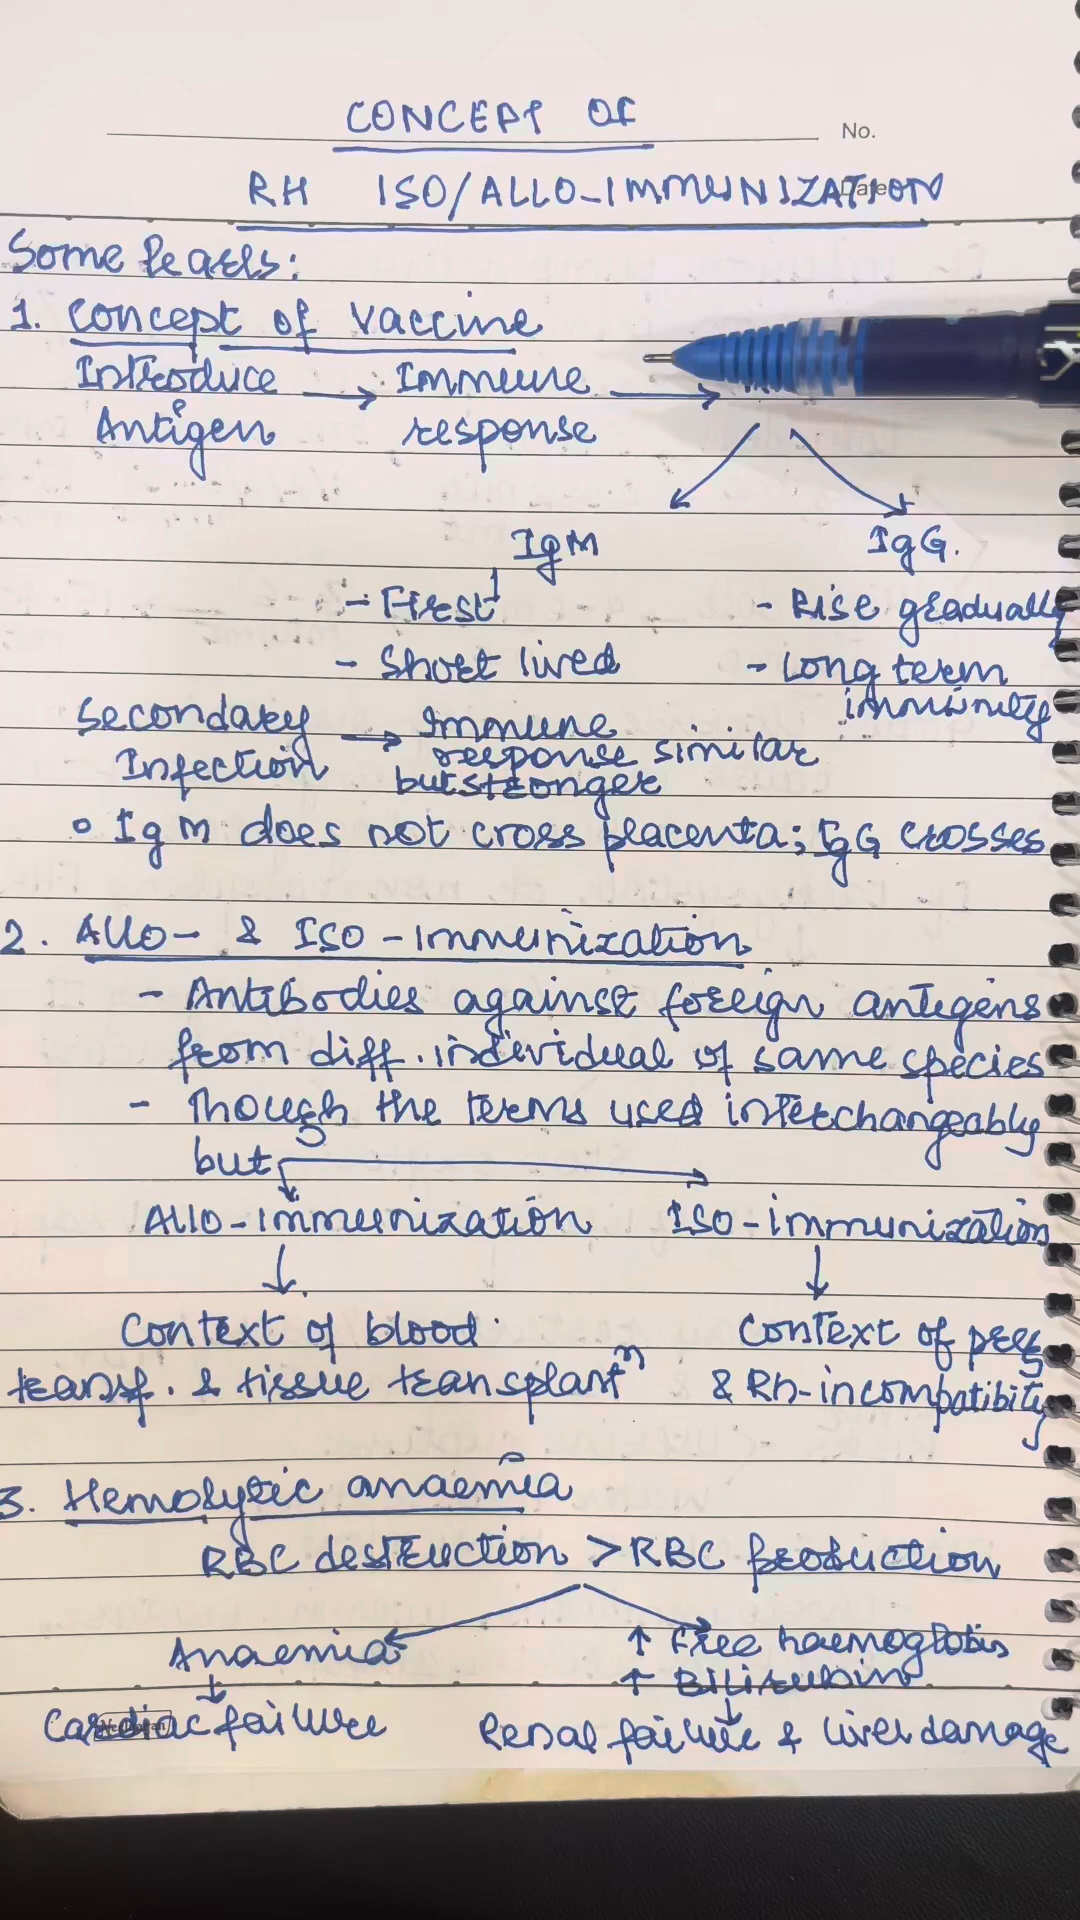 CONCEPT OF
No.
RH ISO/ALLO-IMMUNIZATION
Date
Some Pearls:
1. Concept of vaccine
Introduce → Immune →
Antigen response
IgM IgG.
- First - Rise gradually
- Short lived - Long term
immunity
Secondary → Immune
Infection response similar
but stronger
• IgM does not cross placenta; IgG crosses
2. Allo- & ISO-immunization
- Antibodies against foreign antigens
from diff. individual of same species
- Though the terms used interchangeably
but
Allo-immunization ISO-immunization
↓ ↓
Context of blood Context of preg
transf. & tissue transplantⁿ & Rh-incompatibity
3. Hemolytic anaemia
RBC destruction > RBC production
Anaemia ↑ Free haemoglobin
↑ Bilirubin
Cardiac failure Renal failure & liver damage